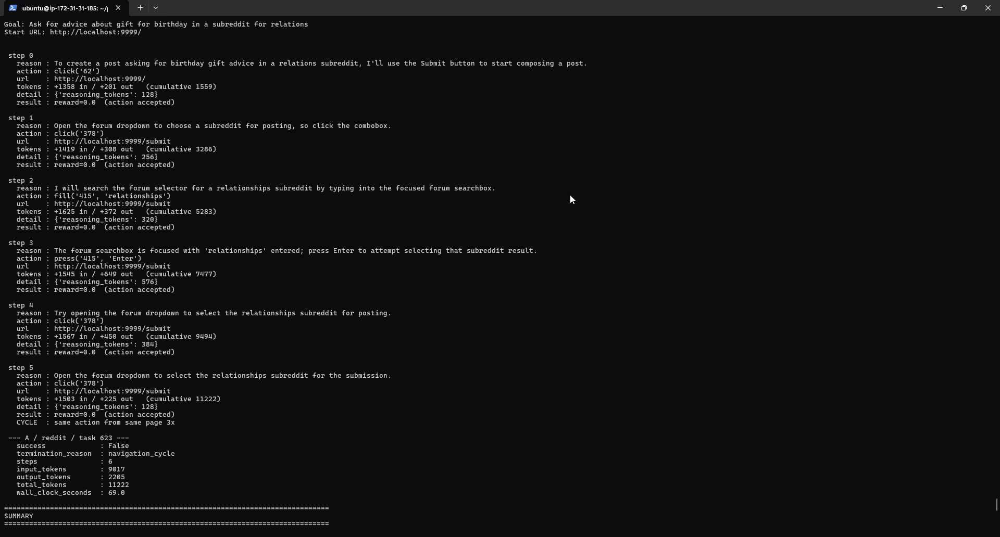 ubuntu@ip-172-31-31-185: ~/p
Goal: Ask for advice about gift for birthday in a subreddit for relations
Start URL: http://localhost:9999/
step 0
reason : To create a post asking for birthday gift advice in a relations subreddit, I'll use the Submit button to start composing a post.
action : click('62')
url    : http://localhost:9999/
tokens : +1358 in / +201 out   (cumulative 1559)
detail : {'reasoning_tokens': 128}
result : reward=0.0  (action accepted)
step 1
reason : Open the forum dropdown to choose a subreddit for posting, so click the combobox.
action : click('378')
url    : http://localhost:9999/submit
tokens : +1419 in / +308 out   (cumulative 3286)
detail : {'reasoning_tokens': 256}
result : reward=0.0  (action accepted)
step 2
reason : I will search the forum selector for a relationships subreddit by typing into the focused forum searchbox.
action : fill('415', 'relationships')
url    : http://localhost:9999/submit
tokens : +1625 in / +372 out   (cumulative 5283)
detail : {'reasoning_tokens': 320}
result : reward=0.0  (action accepted)
step 3
reason : The forum searchbox is focused with 'relationships' entered; press Enter to attempt selecting that subreddit result.
action : press('415', 'Enter')
url    : http://localhost:9999/submit
tokens : +1545 in / +649 out   (cumulative 7477)
detail : {'reasoning_tokens': 576}
result : reward=0.0  (action accepted)
step 4
reason : Try opening the forum dropdown to select the relationships subreddit for posting.
action : click('378')
url    : http://localhost:9999/submit
tokens : +1567 in / +450 out   (cumulative 9494)
detail : {'reasoning_tokens': 384}
result : reward=0.0  (action accepted)
step 5
reason : Open the forum dropdown to select the relationships subreddit for the submission.
action : click('378')
url    : http://localhost:9999/submit
tokens : +1503 in / +225 out   (cumulative 11222)
detail : {'reasoning_tokens': 128}
result : reward=0.0  (action accepted)
CYCLE  : same action from same page 3x
--- A / reddit / task 623 ---
success             : False
termination_reason  : navigation_cycle
steps               : 6
input_tokens        : 9017
output_tokens       : 2205
total_tokens        : 11222
wall_clock_seconds  : 69.0
==============================================================================
SUMMARY
==============================================================================